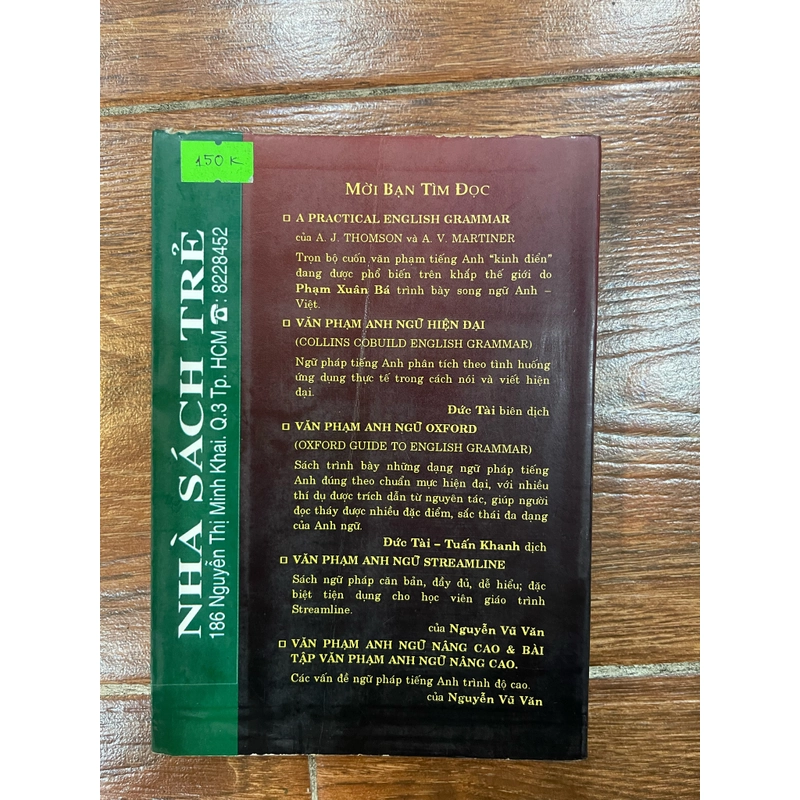 150K
NHÀ SÁCH TRẺ
186 Nguyễn Thị Minh Khai. Q.3 Tp. HCM ☎: 8228452
MỜI BẠN TÌM ĐỌC
A PRACTICAL ENGLISH GRAMMAR
của A. J. THOMSON và A. V. MARTINER
Trọn bộ cuốn văn phạm tiếng Anh “kinh điển”
đang được phổ biến trên khắp thế giới do
Phạm Xuân Bá trình bày song ngữ Anh –
Việt.
VĂN PHẠM ANH NGỮ HIỆN ĐẠI
(COLLINS COBUILD ENGLISH GRAMMAR)
Ngữ pháp tiếng Anh phân tích theo tình huống
ứng dụng thực tế trong cách nói và viết hiện
đại.
Đức Tài biên dịch
VĂN PHẠM ANH NGỮ OXFORD
(OXFORD GUIDE TO ENGLISH GRAMMAR)
Sách trình bày những dạng ngữ pháp tiếng
Anh đúng theo chuẩn mực hiện đại, với nhiều
thí dụ được trích dẫn từ nguyên tác, giúp người
đọc thấy được nhiều đặc điểm, sắc thái đa dạng
của Anh ngữ.
Đức Tài – Tuấn Khanh dịch
VĂN PHẠM ANH NGỮ STREAMLINE
Sách ngữ pháp căn bản, đầy đủ, dễ hiểu; đặc
biệt tiện dụng cho học viên giáo trình
Streamline.
của Nguyễn Vũ Văn
VĂN PHẠM ANH NGỮ NÂNG CAO & BÀI
TẬP VĂN PHẠM ANH NGỮ NÂNG CAO.
Các vấn đề ngữ pháp tiếng Anh trình độ cao.
của Nguyễn Vũ Văn